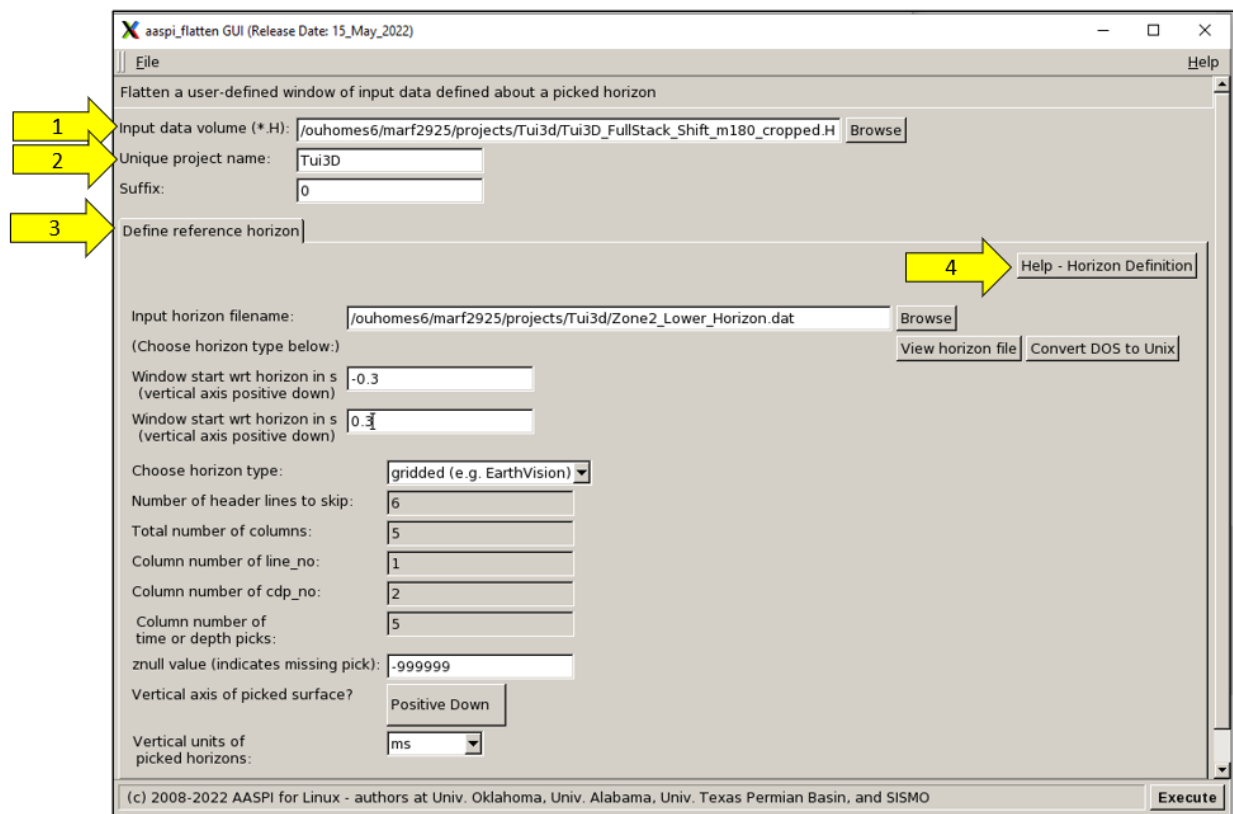 aaspi_flatten GUI (Release Date: 15_May_2022)
File Help
Flatten a user-defined window of input data defined about a picked horizon
1 Input data volume (*.H): /ouhomes6/marf2925/projects/Tui3d/Tui3D_FullStack_Shift_m180_cropped.H Browse
2 Unique project name: Tui3D
Suffix: 0
3 Define reference horizon
4 Help - Horizon Definition
Input horizon filename: /ouhomes6/marf2925/projects/Tui3d/Zone2_Lower_Horizon.dat Browse
(Choose horizon type below:) View horizon file Convert DOS to Unix
Window start wrt horizon in s -0.3
(vertical axis positive down)
Window start wrt horizon in s 0.3
(vertical axis positive down)
Choose horizon type: gridded (e.g. EarthVision)
Number of header lines to skip: 6
Total number of columns: 5
Column number of line_no: 1
Column number of cdp_no: 2
Column number of 5
time or depth picks:
znull value (indicates missing pick): -999999
Vertical axis of picked surface? Positive Down
Vertical units of ms
picked horizons:
(c) 2008-2022 AASPI for Linux - authors at Univ. Oklahoma, Univ. Alabama, Univ. Texas Permian Basin, and SISMO Execute